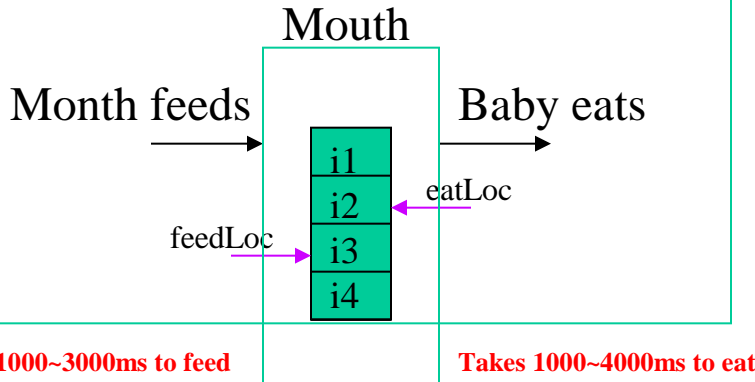 Mouth
Month feeds
Baby eats
i1
i2
eatLoc
feedLoc
i3
i4
1000~3000ms to feed
Takes 1000~4000ms to eat